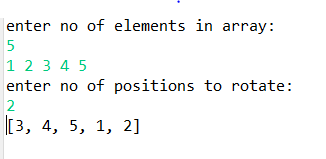 enter no of elements in array:
5
1 2 3 4 5
enter no of positions to rotate:
2
[3, 4, 5, 1, 2]